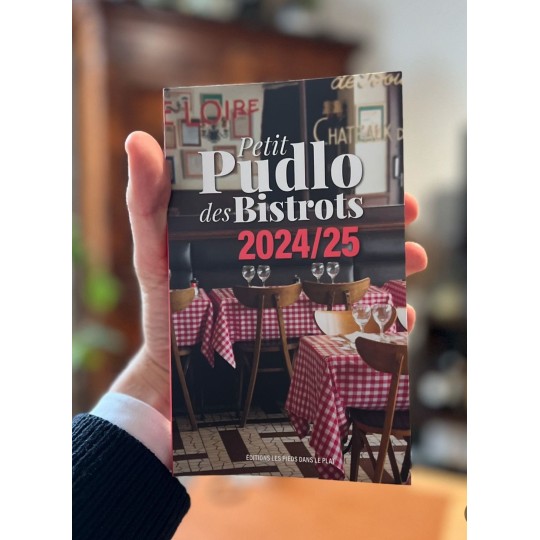 LOIRE
Petit
Pudlo
des Bistrots
2024/25
ÉDITIONS LES PIEDS DANS LE PLAT